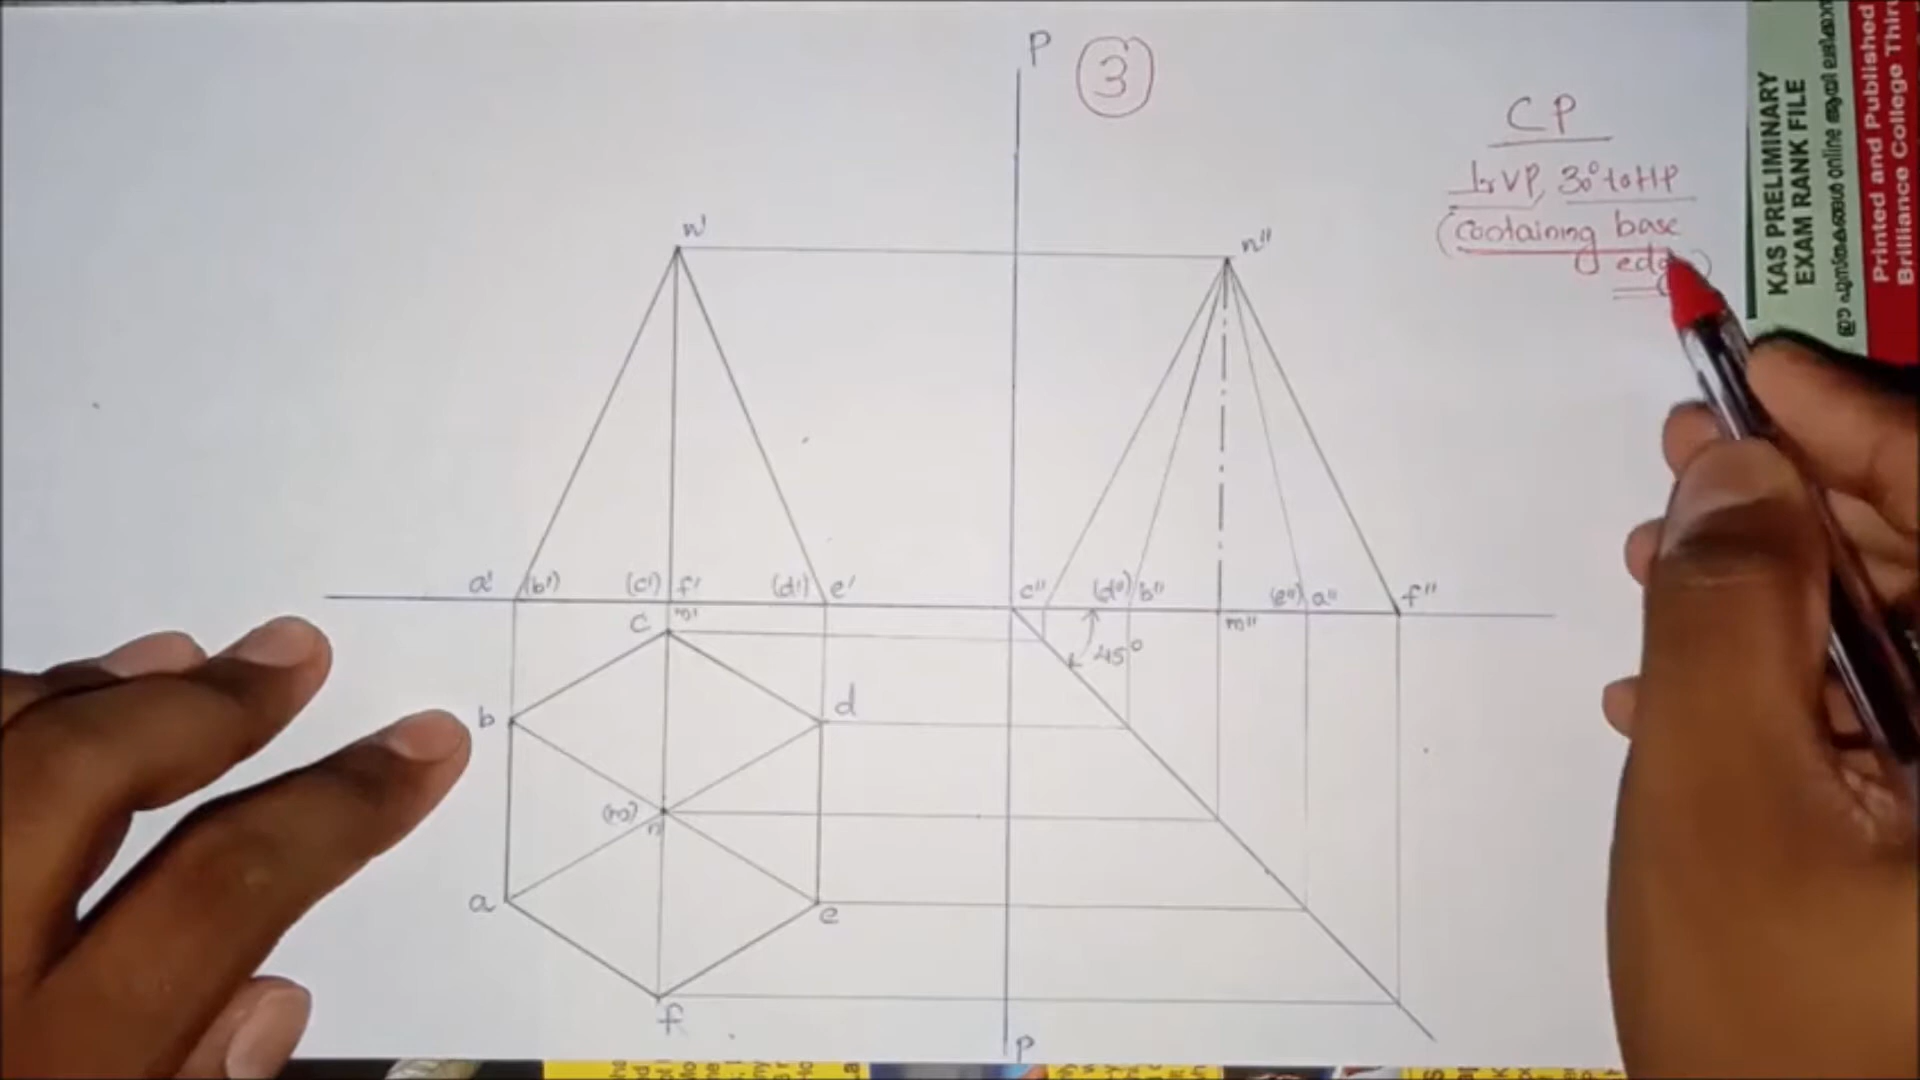 P
3
CP
⊥r VP, 30° to HP
(containing base
edge)
n'
n"
a' (b') (c') f' (d') e'
c" (d") b" (e") a" f"
m'
m"
c
45°
b
d
(m)
n
a
e
f
P
KAS PRELIMINARY
EXAM RANK FILE
Printed and Published
Brilliance College Thiru